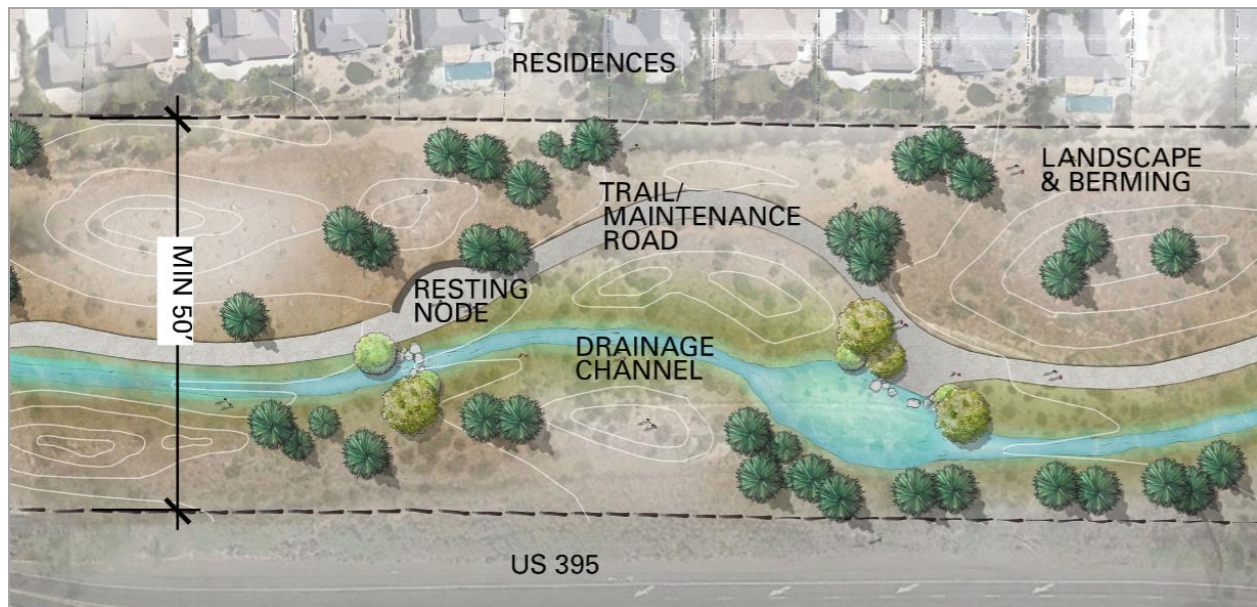 RESIDENCES
LANDSCAPE
& BERMING
TRAIL/
MAINTENANCE
ROAD
MIN 50'
RESTING
NODE
DRAINAGE
CHANNEL
US 395